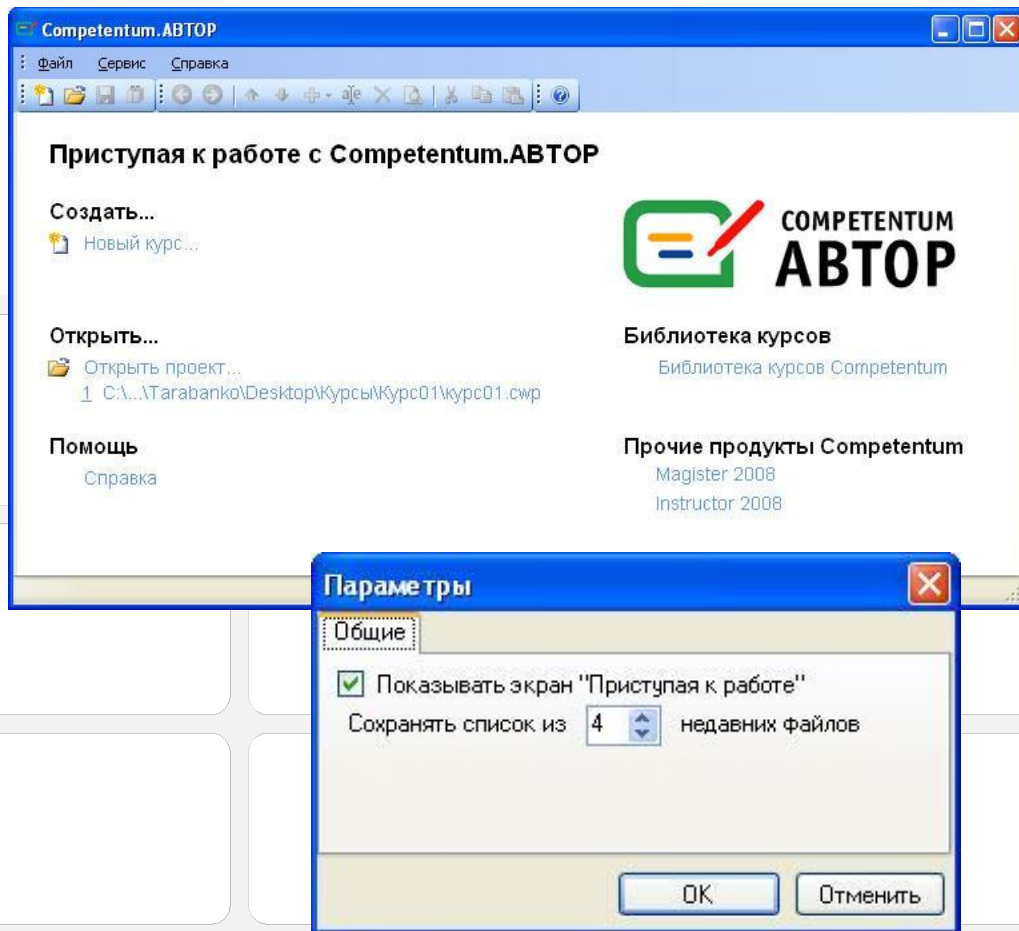 Competentum.АВТОР
Файл Сервис Справка
Приступая к работе с Competentum.АВТОР
Создать...
Новый курс...
COMPETENTUM
АВТОР
Открыть...
Открыть проект...
1 C:\...\Tarabanko\Desktop\Курсы\Курс01\курс01.cwp
Библиотека курсов
Библиотека курсов Competentum
Помощь
Справка
Прочие продукты Competentum
Magister 2008
Instructor 2008
Параметры
Общие
Показывать экран "Приступая к работе"
Сохранять список из 4 недавних файлов
OK Отменить